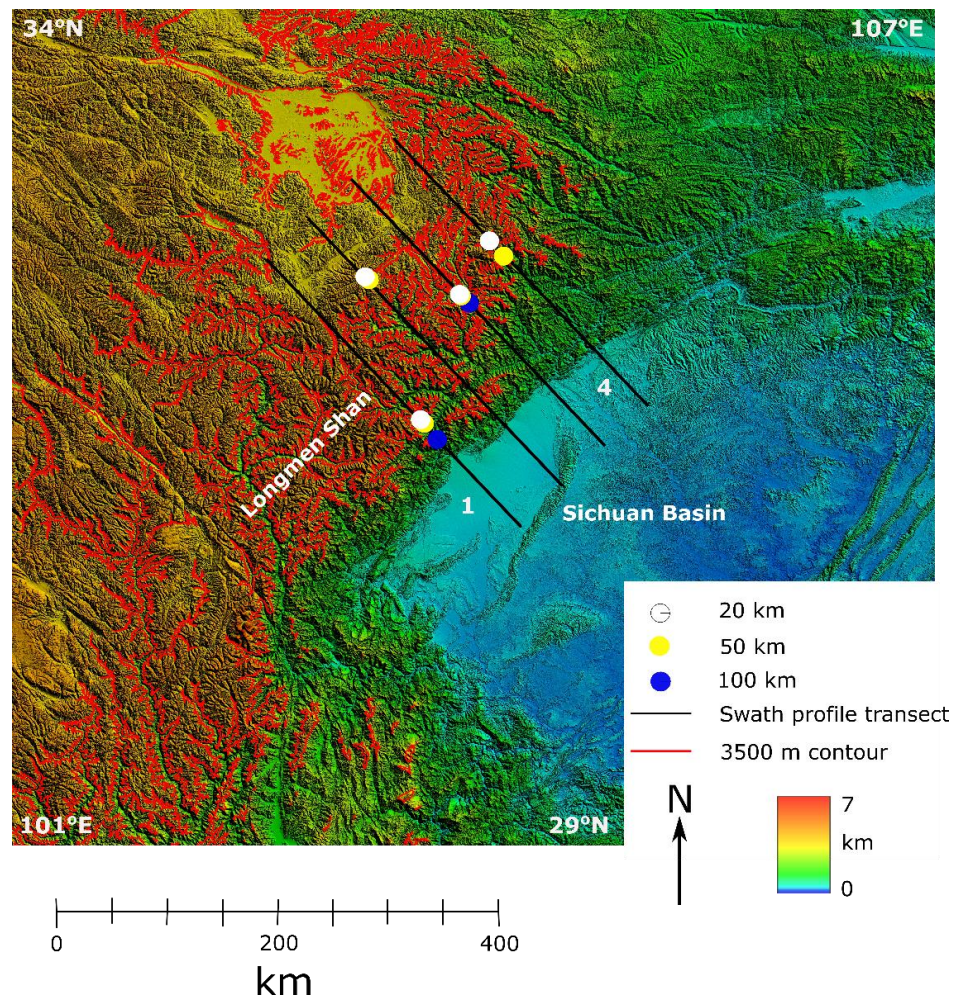 34°N
107°E
4
Longmen Shan
1
Sichuan Basin
20 km
50 km
100 km
Swath profile transect
3500 m contour
101°E
29°N
N
7
km
0
0
200
400
km